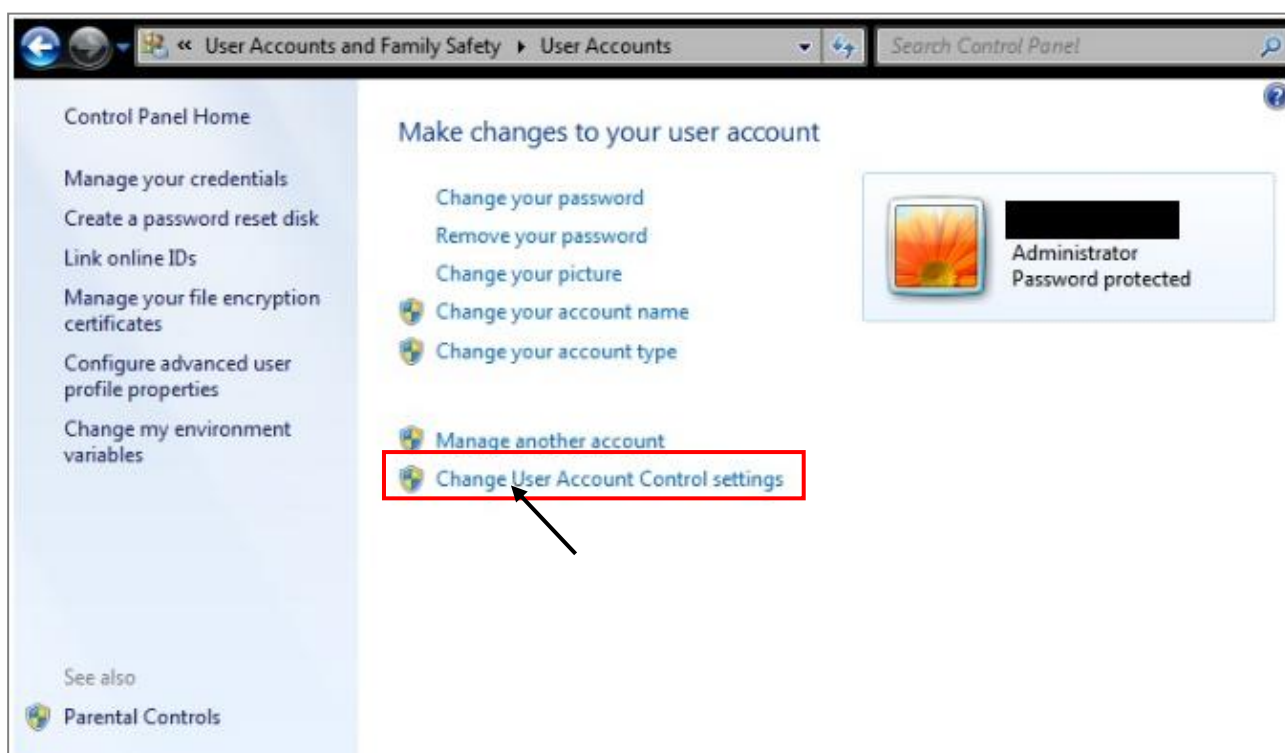 « User Accounts and Family Safety ▸ User Accounts
Search Control Panel
Control Panel Home
Manage your credentials
Create a password reset disk
Link online IDs
Manage your file encryption
certificates
Configure advanced user
profile properties
Change my environment
variables
See also
Parental Controls
Make changes to your user account
Change your password
Remove your password
Change your picture
Change your account name
Change your account type
Manage another account
Change User Account Control settings
Administrator
Password protected